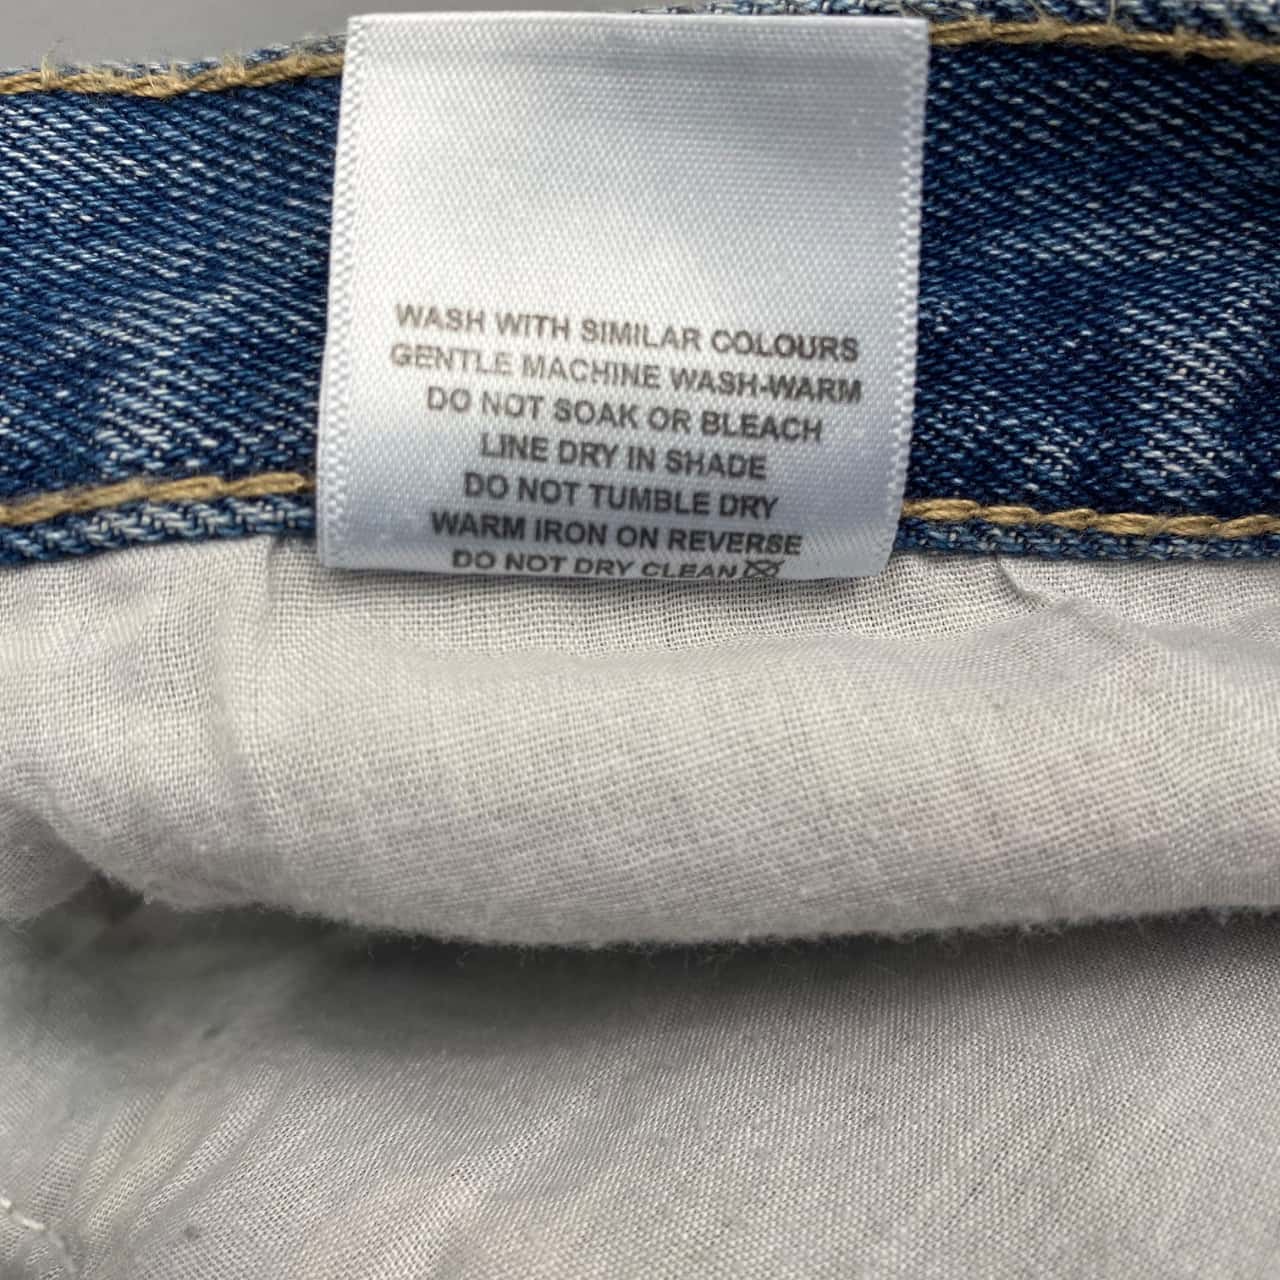 WASH WITH SIMILAR COLOURS
GENTLE MACHINE WASH-WARM
DO NOT SOAK OR BLEACH
LINE DRY IN SHADE
DO NOT TUMBLE DRY
WARM IRON ON REVERSE
DO NOT DRY CLEAN